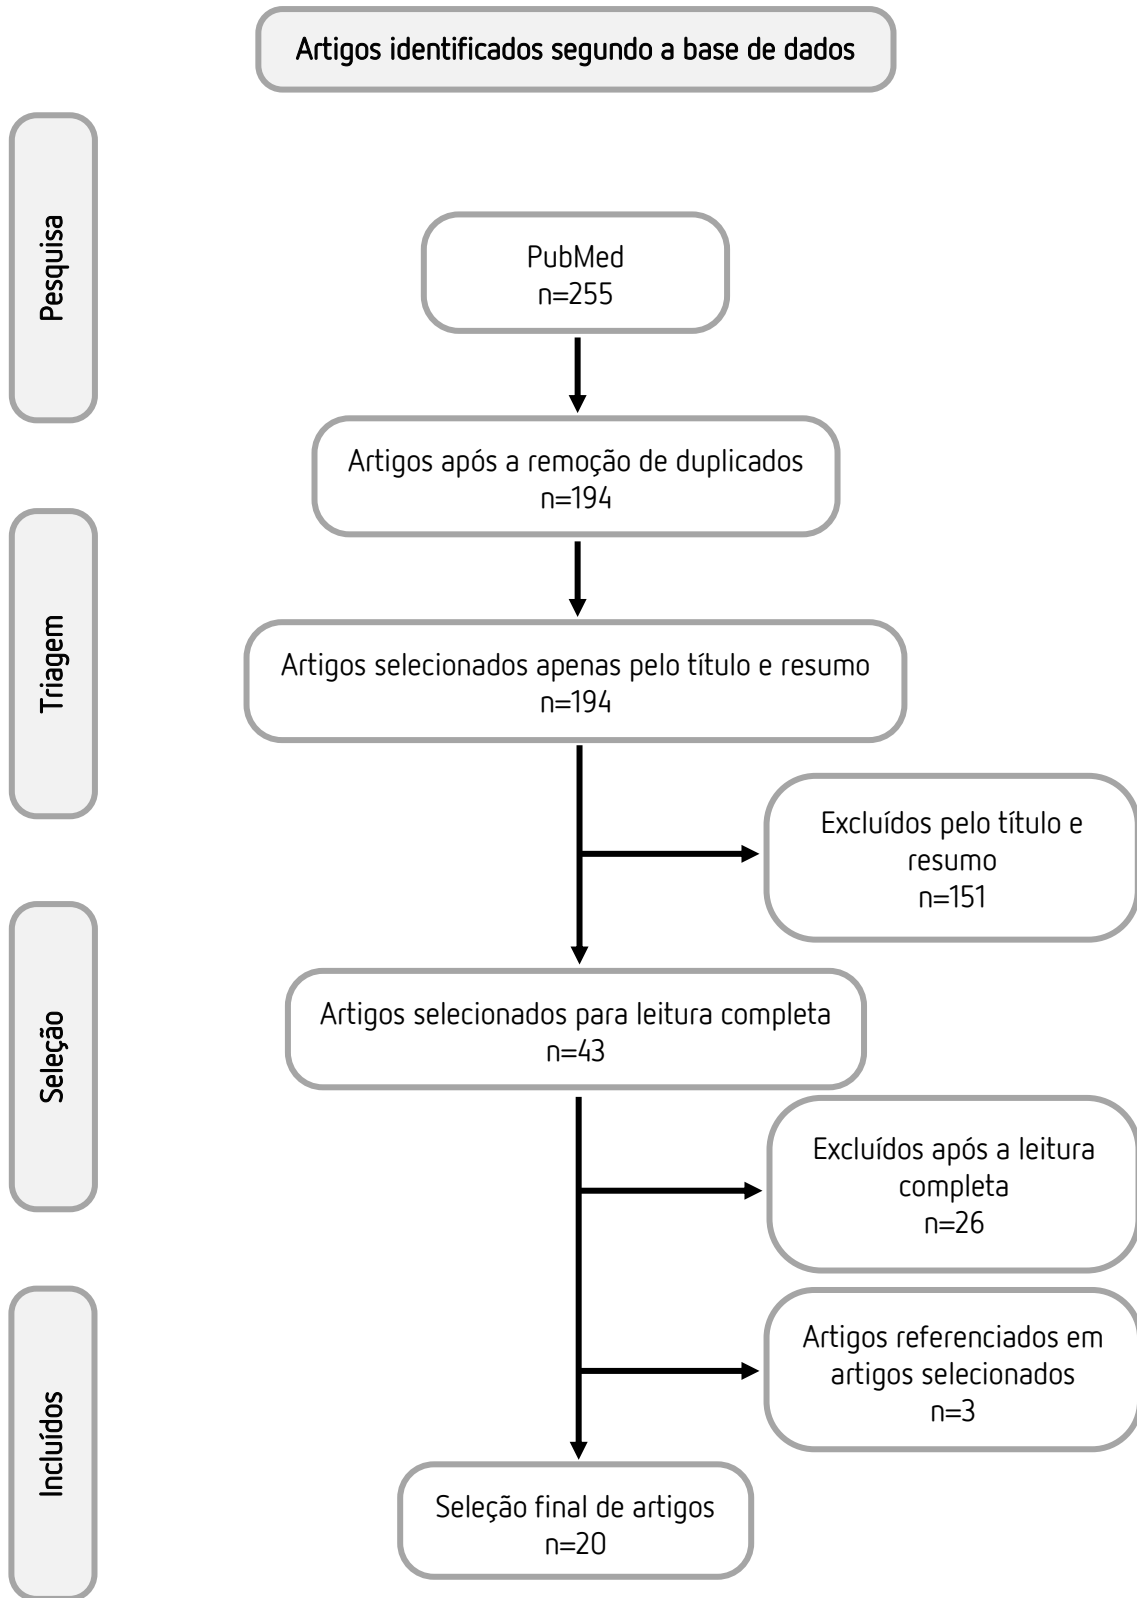 Artigos identificados segundo a base de dados
Pesquisa
PubMed
n=255
Artigos após a remoção de duplicados
n=194
Triagem
Artigos selecionados apenas pelo título e resumo
n=194
Excluídos pelo título e
resumo
n=151
Seleção
Artigos selecionados para leitura completa
n=43
Excluídos após a leitura
completa
n=26
Incluídos
Artigos referenciados em
artigos selecionados
n=3
Seleção final de artigos
n=20